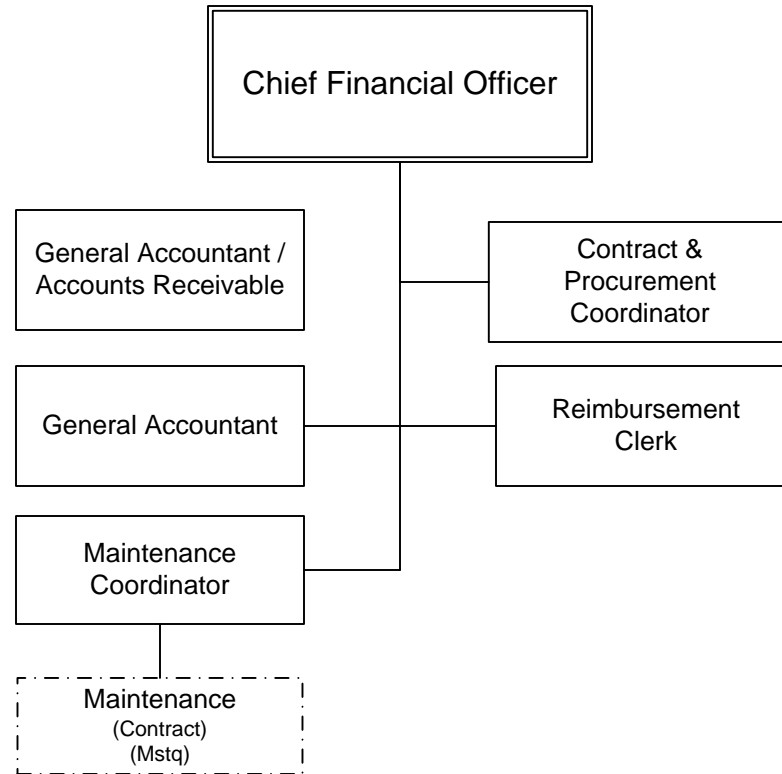 Chief Financial Officer
General Accountant /
Accounts Receivable
Contract &
Procurement
Coordinator
General Accountant
Reimbursement
Clerk
Maintenance
Coordinator
Maintenance
(Contract)
(Mstq)